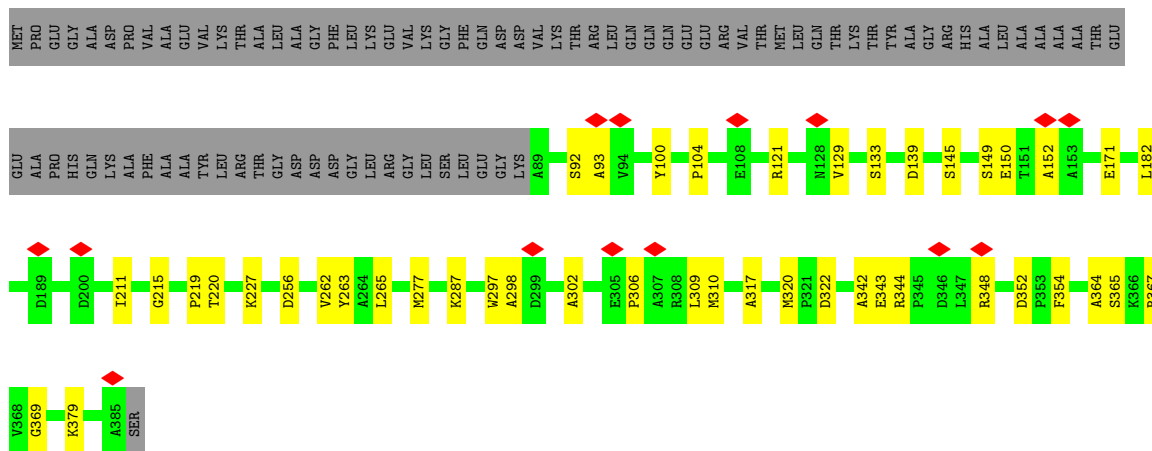 MET PRO GLU GLY ALA ASP PRO VAL ALA GLU VAL LYS THR ALA LEU ALA GLY PHE LEU LYS GLU VAL LYS GLY PHE GLN ASP ASP VAL LYS THR ARG LEU GLN GLN GLN GLU GLU ARG VAL THR MET LEU GLN THR LYS THR TYR ALA GLY ARG HIS ALA LEU ALA ALA ALA ALA THR GLU
GLU ALA PRO HIS GLN LYS ALA PHE ALA ALA TYR LEU ARG THR GLY ASP ASP ASP GLY LEU ARG GLY LEU SER LEU GLU GLY LYS A89 S92 A93 V94 Y100 P104 E108 R121 N128 V129 S133 D139 S145 S149 E150 T151 A152 A153 E171 L182
D189 D200 I211 G215 P219 T220 K227 D256 V262 Y263 A264 L265 M277 K287 W297 A298 D299 A302 E305 P306 A307 R308 L309 M310 A317 M320 P321 D322 A342 E343 R344 P345 D346 L347 R348 D352 P353 F354 A364 S365 K366
V368 G369 K379 A385 SER